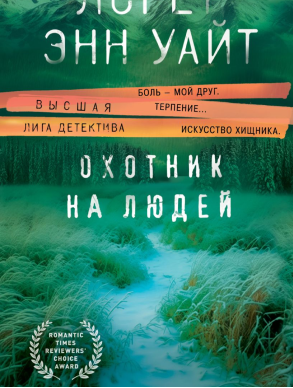 ЛОРЕТ
ЭНН УАЙТ
БОЛЬ – МОЙ ДРУГ.
ВЫСШАЯ
ТЕРПЕНИЕ...
ЛИГА ДЕТЕКТИВА
ИСКУССТВО ХИЩНИКА.
ОХОТНИК
НА ЛЮДЕЙ
ROMANTIC
TIMES
REVIEWERS'
CHOICE
AWARD